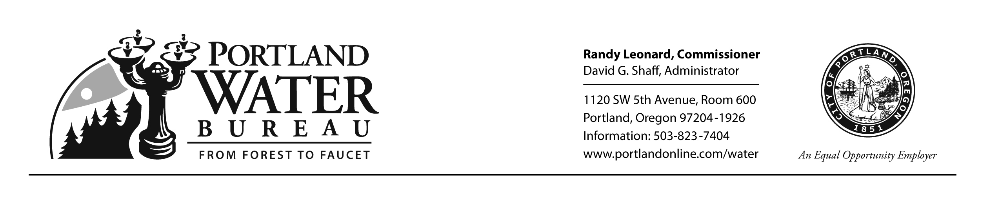 PORTLAND
WATER
BUREAU
FROM FOREST TO FAUCET
Randy Leonard, Commissioner
David G. Shaff, Administrator
1120 SW 5th Avenue, Room 600
Portland, Oregon 97204-1926
Information: 503-823-7404
www.portlandonline.com/water
CITY OF PORTLAND, OREGON
1851
An Equal Opportunity Employer